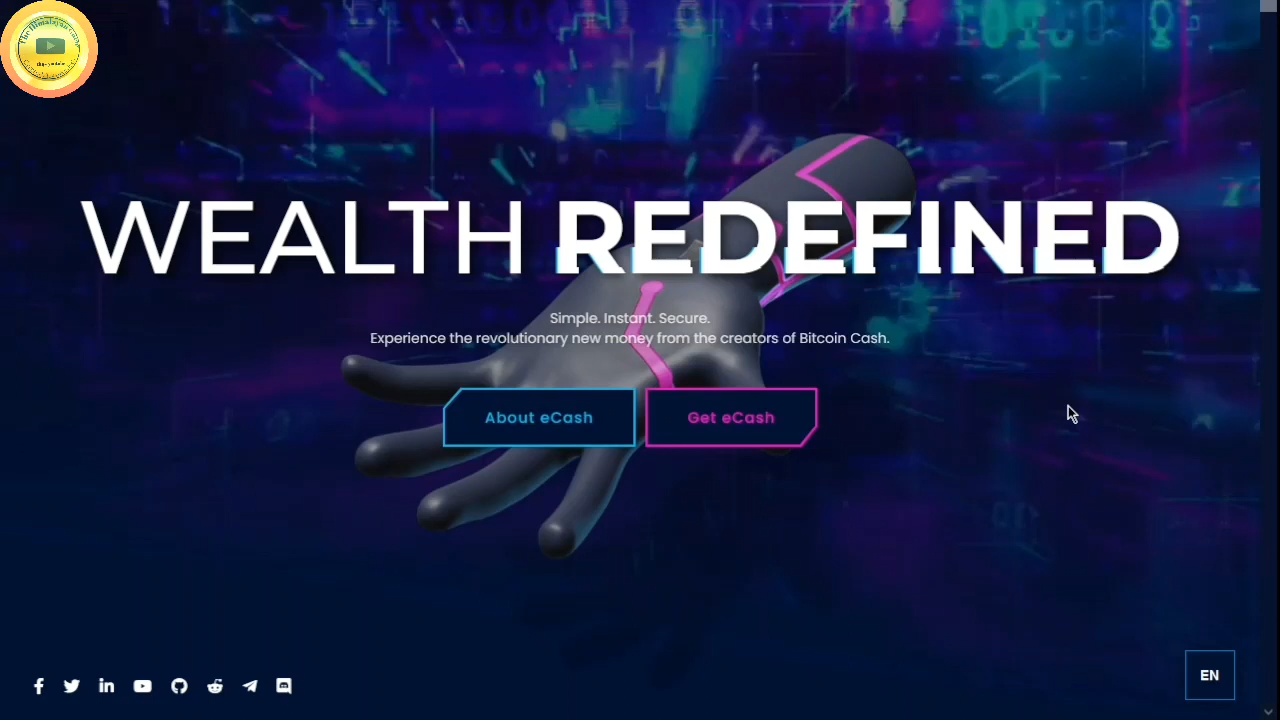 WEALTH REDEFINED
Simple. Instant. Secure.
Experience the revolutionary new money from the creators of Bitcoin Cash.
About eCash
Get eCash
EN